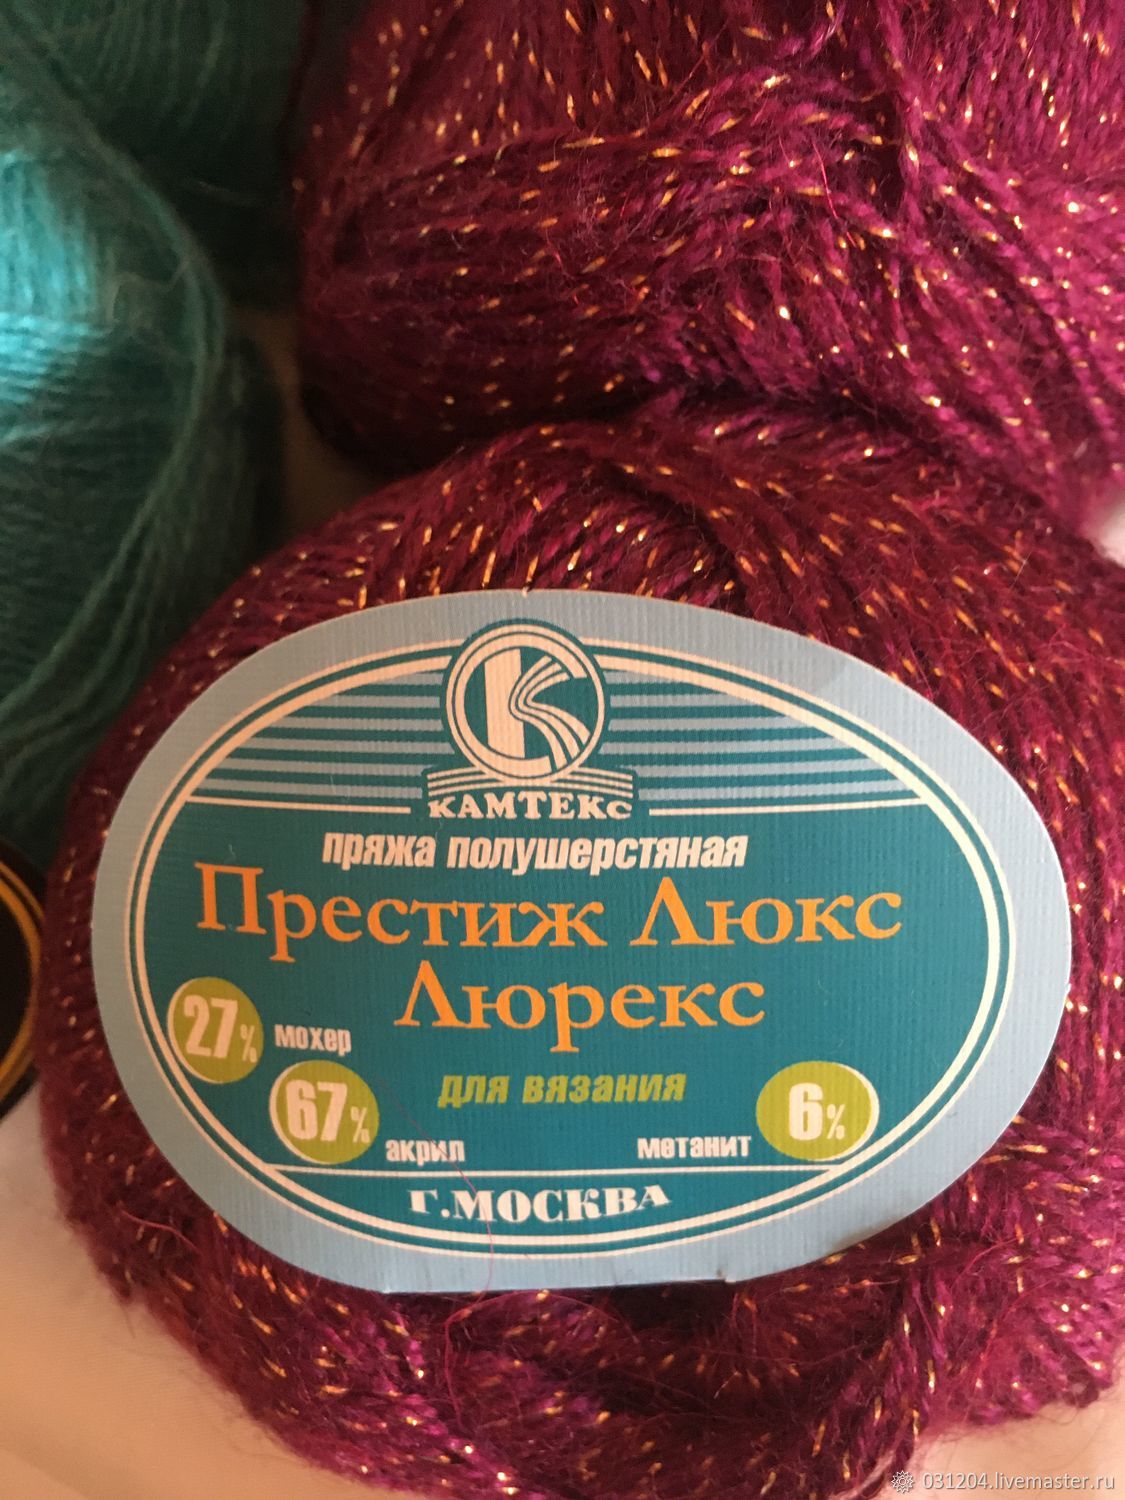 КАМТЕКС
пряжа полушерстяная
Престиж Люкс
Люрекс
27% мохер
для вязания
67% акрил
метанит 6%
Г.МОСКВА
031204.livemaster.ru